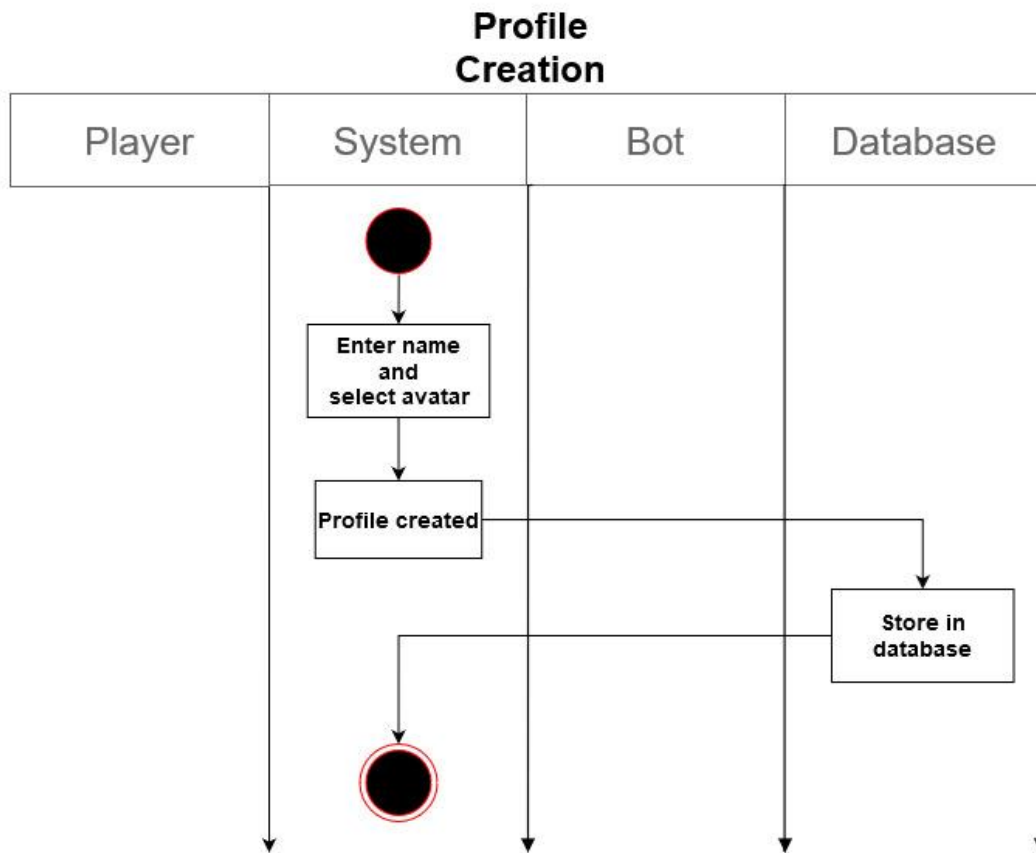 Profile
Creation
Player
System
Bot
Database
Enter name
and
select avatar
Profile created
Store in
database